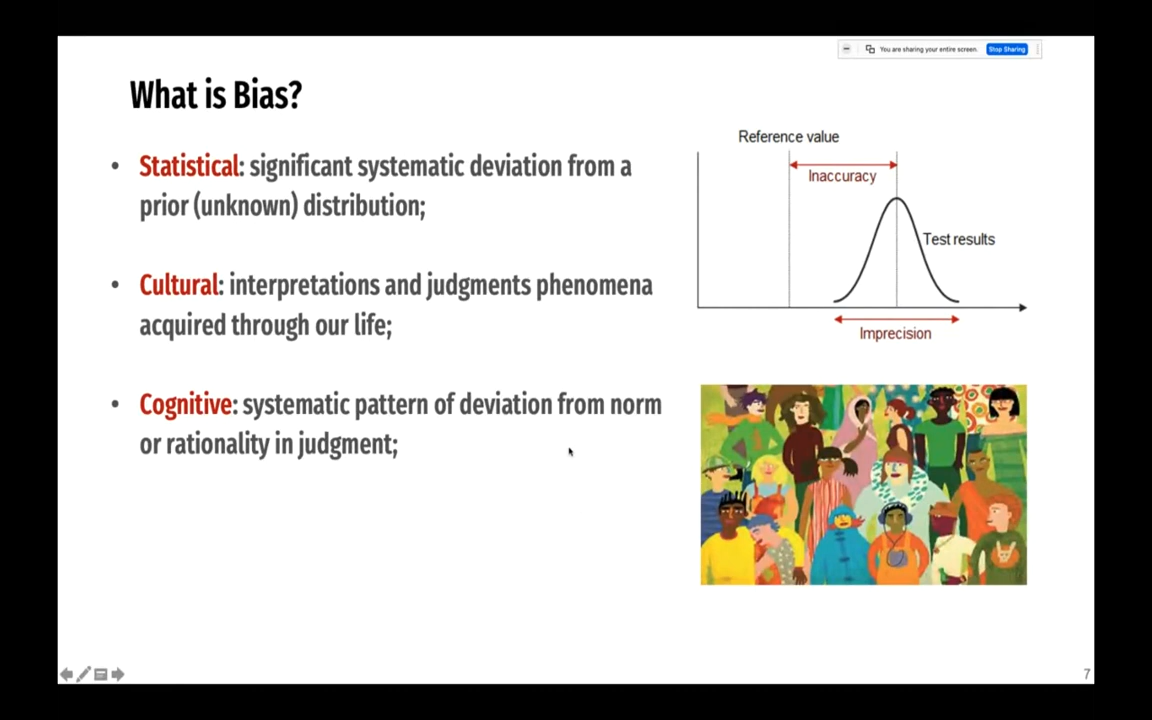 You are sharing your entire screen.
Stop Sharing
What is Bias?
• Statistical: significant systematic deviation from a
prior (unknown) distribution;
• Cultural: interpretations and judgments phenomena
acquired through our life;
• Cognitive: systematic pattern of deviation from norm
or rationality in judgment;
Reference value
Inaccuracy
Test results
Imprecision
7